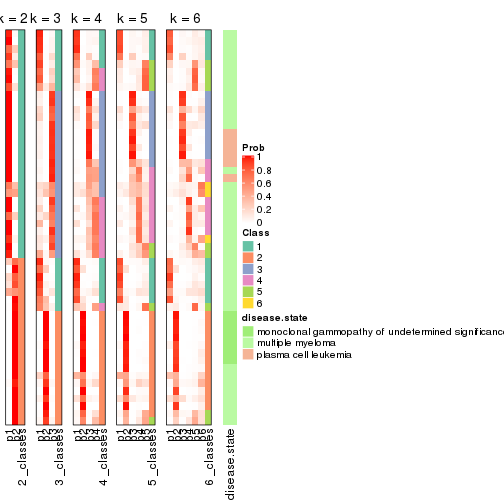 k = 2 k = 3 k = 4 k = 5 k = 6
Prob
1
0.8
0.6
0.4
0.2
0
Class
1
2
3
4
5
6
disease.state
monoclonal gammopathy of undetermined significance
multiple myeloma
plasma cell leukemia
p1 p2 2_classes p1 p2 p3 3_classes p1 p2 p3 p4 4_classes p1 p2 p3 p4 p5 5_classes p1 p2 p3 p4 p5 p6 6_classes disease.state